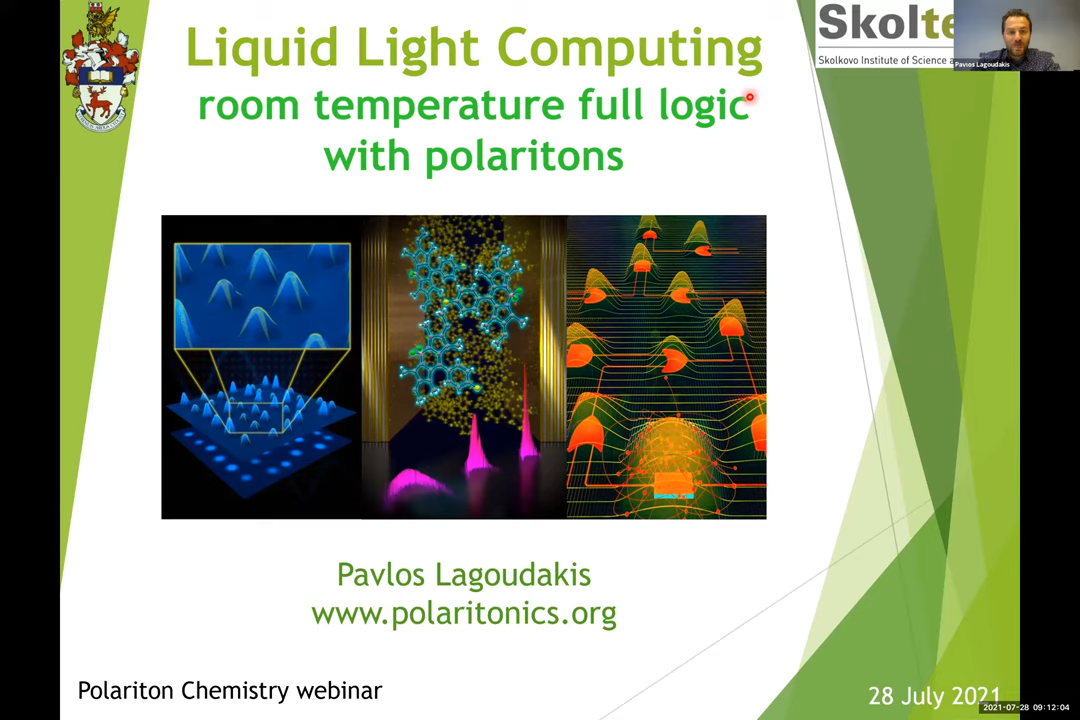 Liquid Light Computing
room temperature full logic
with polaritons
Skolte
Skolkovo Institute of Science a
Pavlos Lagoudakis
Pavlos Lagoudakis
www.polaritonics.org
Polariton Chemistry webinar
28 July 2021
2021-07-28 09:12:04